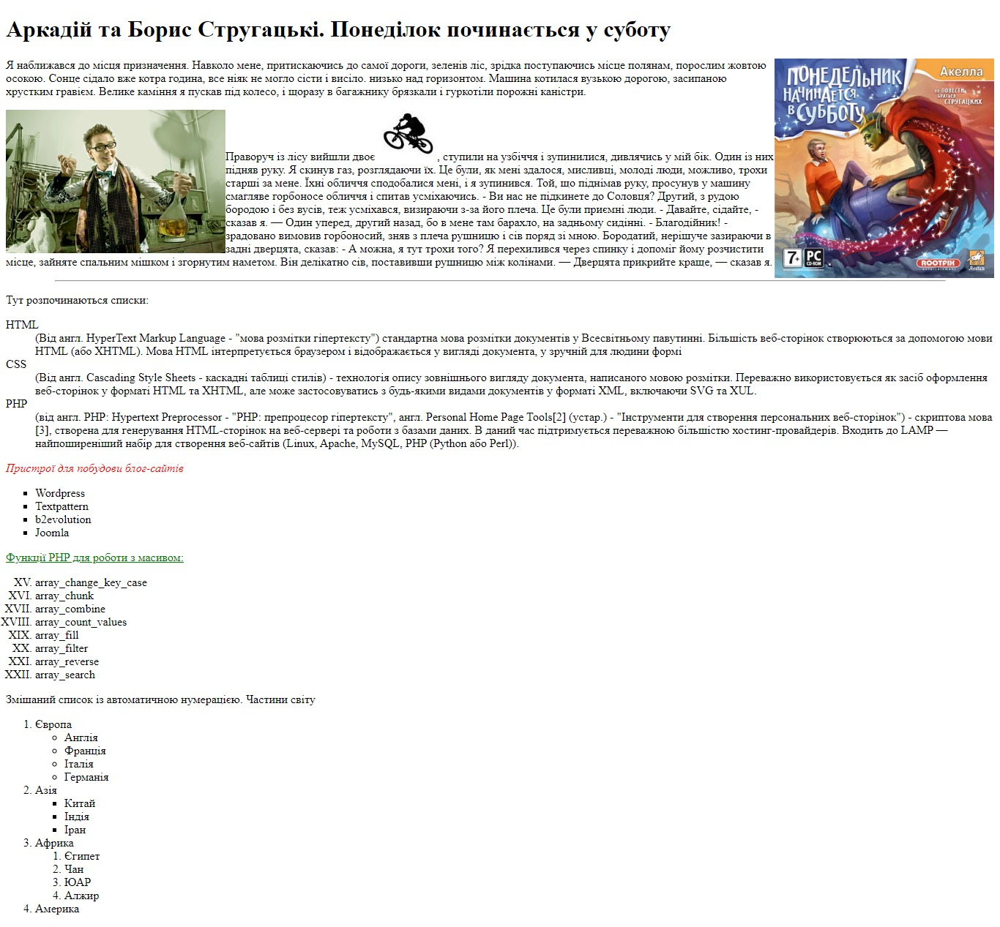 Аркадій та Борис Стругацькі. Понеділок починається у суботу
Я наближався до місця призначення. Навколо мене, притискаючись до самої дороги, зеленів ліс, зрідка поступаючись місце полянам, порослим жовтою
осокою. Сонце сідало вже котра година, все ніяк не могло сісти і висіло. низько над горизонтом. Машина котилася вузькою дорогою, засипаною
хрустким гравієм. Велике каміння я пускав під колесо, і щоразу в багажнику брязкали і гуркотіли порожні каністри.
ПОНЕДЕЛЬНИК
НАЧИНАЕТСЯ
В СУББОТУ
Акелла
ПО ПОВЕСТИ
БРАТЬЕВ
СТРУГАЦКИХ
7+
PC
CD-ROM
ROOTFIX
entertainment
Акелла
Праворуч із лісу вийшли двоє , ступили на узбіччя і зупинилися, дивлячись у мій бік. Один із них
підняв руку. Я скинув газ, розглядаючи їх. Це були, як мені здалося, мисливці, молоді люди, можливо, трохи
старші за мене. Їхні обличчя сподобалися мені, і я зупинився. Той, що піднімав руку, просунув у машину
смагляве горбоносе обличчя і спитав усміхаючись. - Ви нас не підкинете до Соловця? Другий, з рудою
бородою і без вусів, теж усміхався, визираючи з-за його плеча. Це були приємні люди. - Давайте, сідайте, -
сказав я. — Один уперед, другий назад, бо в мене там барахло, на задньому сидінні. - Благодійник! -
зрадовано вимовив горбоносий, зняв з плеча рушницю і сів поряд зі мною. Бородатий, нерішуче зазираючи в
задні дверцята, сказав: - А можна, я тут трохи того? Я перехилився через спинку і допоміг йому розчистити
місце, зайняте спальним мішком і згорнутим наметом. Він делікатно сів, поставивши рушницю між колінами. — Дверцята прикрийте краще, — сказав я.
Тут розпочинаються списки:
HTML
(Від англ. HyperText Markup Language - "мова розмітки гіпертексту") стандартна мова розмітки документів у Всесвітньому павутинні. Більшість веб-сторінок створюються за допомогою мови
HTML (або XHTML). Мова HTML інтерпретується браузером і відображається у вигляді документа, у зручній для людини формі
CSS
(Від англ. Cascading Style Sheets - каскадні таблиці стилів) - технологія опису зовнішнього вигляду документа, написаного мовою розмітки. Переважно використовується як засіб оформлення
веб-сторінок у форматі HTML та XHTML, але може застосовуватись з будь-якими видами документів у форматі XML, включаючи SVG та XUL.
PHP
(від англ. PHP: Hypertext Preprocessor - "PHP: препроцесор гіпертексту", англ. Personal Home Page Tools[2] (устар.) - "Інструменти для створення персональних веб-сторінок") - скриптова мова
[3], створена для генерування HTML-сторінок на веб-сервері та роботи з базами даних. В даний час підтримується переважною більшістю хостинг-провайдерів. Входить до LAMP —
найпоширеніший набір для створення веб-сайтів (Linux, Apache, MySQL, PHP (Python або Perl)).
Пристрої для побудови блог-сайтів
▪ Wordpress
▪ Textpattern
▪ b2evolution
▪ Joomla
Функції PHP для роботи з масивом:
XV. array_change_key_case
XVI. array_chunk
XVII. array_combine
XVIII. array_count_values
XIX. array_fill
XX. array_filter
XXI. array_reverse
XXII. array_search
Змішаний список із автоматичною нумерацією. Частини світу
1. Європа
◦ Англія
◦ Франція
◦ Італія
◦ Германія
2. Азія
▪ Китай
▪ Індія
▪ Іран
3. Африка
1. Єгипет
2. Чан
3. ЮАР
4. Алжир
4. Америка